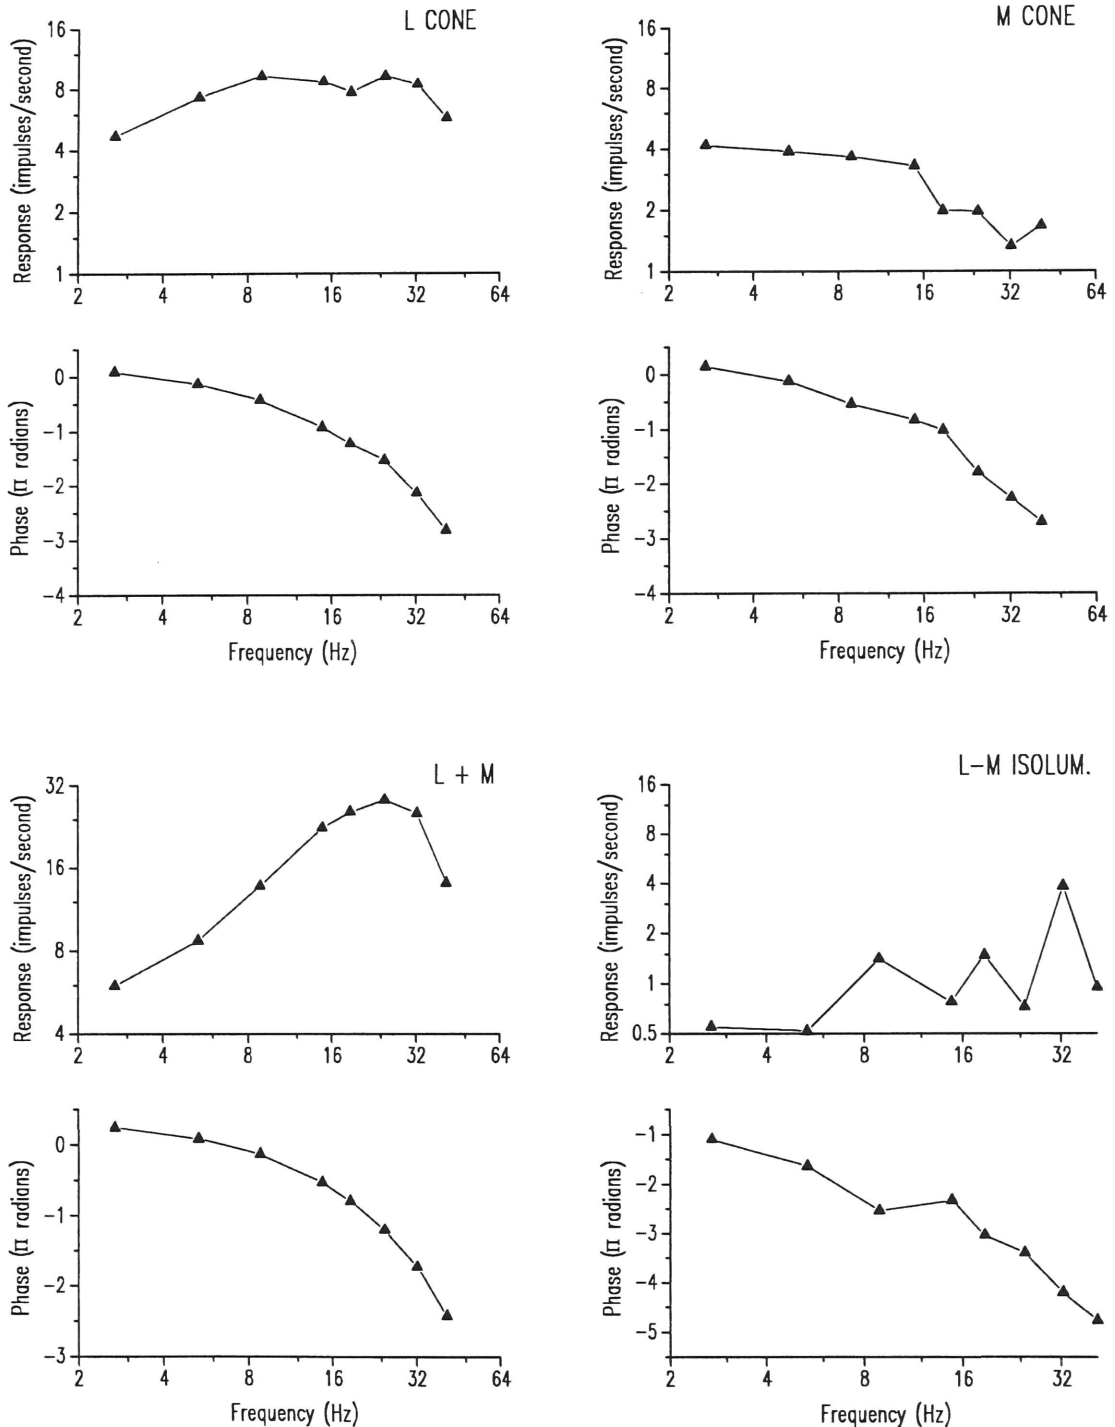 L CONE
Response (impulses/second)
16
8
4
2
1
2 4 8 16 32 64
Phase (π radians)
0
-1
-2
-3
-4
2 4 8 16 32 64
Frequency (Hz)
M CONE
Response (impulses/second)
16
8
4
2
1
2 4 8 16 32 64
Phase (π radians)
0
-1
-2
-3
-4
2 4 8 16 32 64
Frequency (Hz)
L + M
Response (impulses/second)
32
16
8
4
2 4 8 16 32 64
Phase (π radians)
0
-1
-2
-3
2 4 8 16 32 64
Frequency (Hz)
L-M ISOLUM.
Response (impulses/second)
16
8
4
2
1
0.5
2 4 8 16 32
Phase (π radians)
-1
-2
-3
-4
-5
2 4 8 16 32
Frequency (Hz)